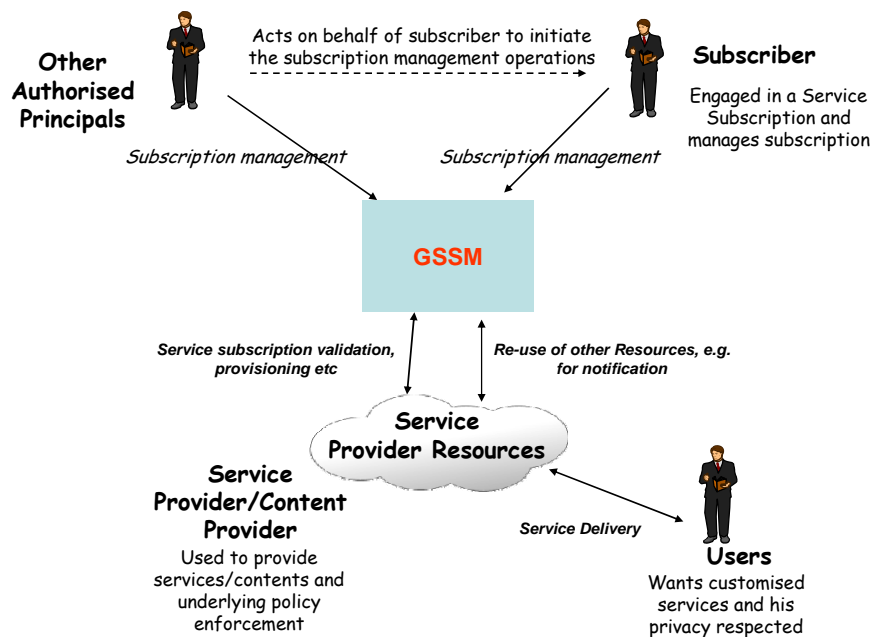 Acts on behalf of subscriber to initiate
the subscription management operations
Other
Authorised
Principals
Subscriber
Engaged in a Service
Subscription and
manages subscription
Subscription management
Subscription management
GSSM
Service subscription validation,
provisioning etc
Re-use of other Resources, e.g.
for notification
Service
Provider Resources
Service
Provider/Content
Provider
Used to provide
services/contents and
underlying policy
enforcement
Service Delivery
Users
Wants customised
services and his
privacy respected